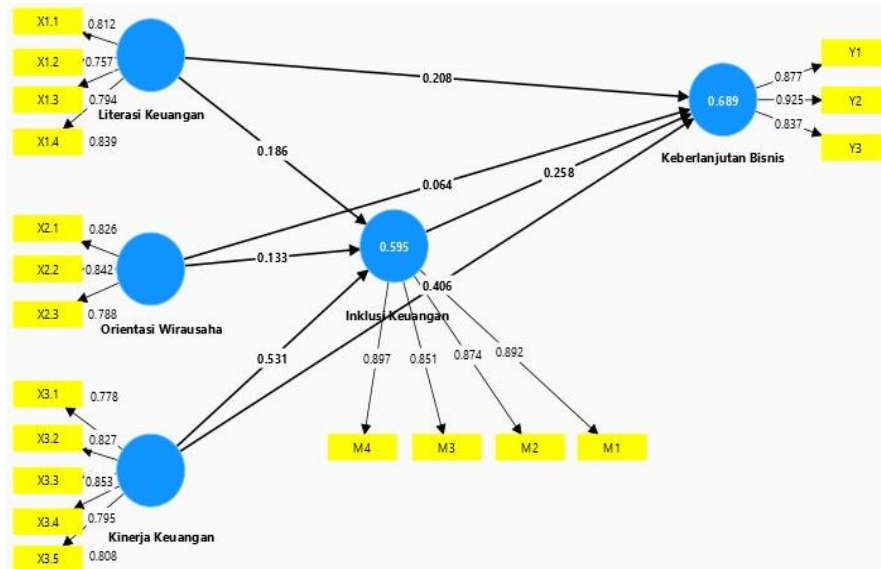 X1.1
0.812
X1.2
0.757
X1.3
0.794
X1.4
0.839
Literasi Keuangan
X2.1
0.826
X2.2
0.842
X2.3
0.788
Orientasi Wirausaha
X3.1
0.778
X3.2
0.827
X3.3
0.853
X3.4
0.795
X3.5
0.808
Kinerja Keuangan
0.208
0.186
0.064
0.133
0.258
0.406
0.531
0.595
Inklusi Keuangan
0.897
0.851
0.874
0.892
M4
M3
M2
M1
0.689
Keberlanjutan Bisnis
0.877
Y1
0.925
Y2
0.837
Y3